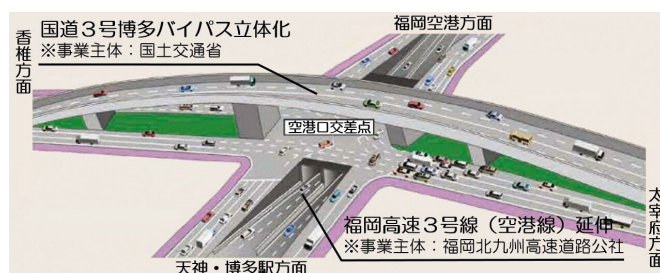 国道３号博多バイパス立体化
※事業主体：国土交通省
福岡空港方面
香椎方面
空港口交差点
太宰府方面
福岡高速３号線（空港線）延伸
※事業主体：福岡北九州高速道路公社
天神・博多駅方面